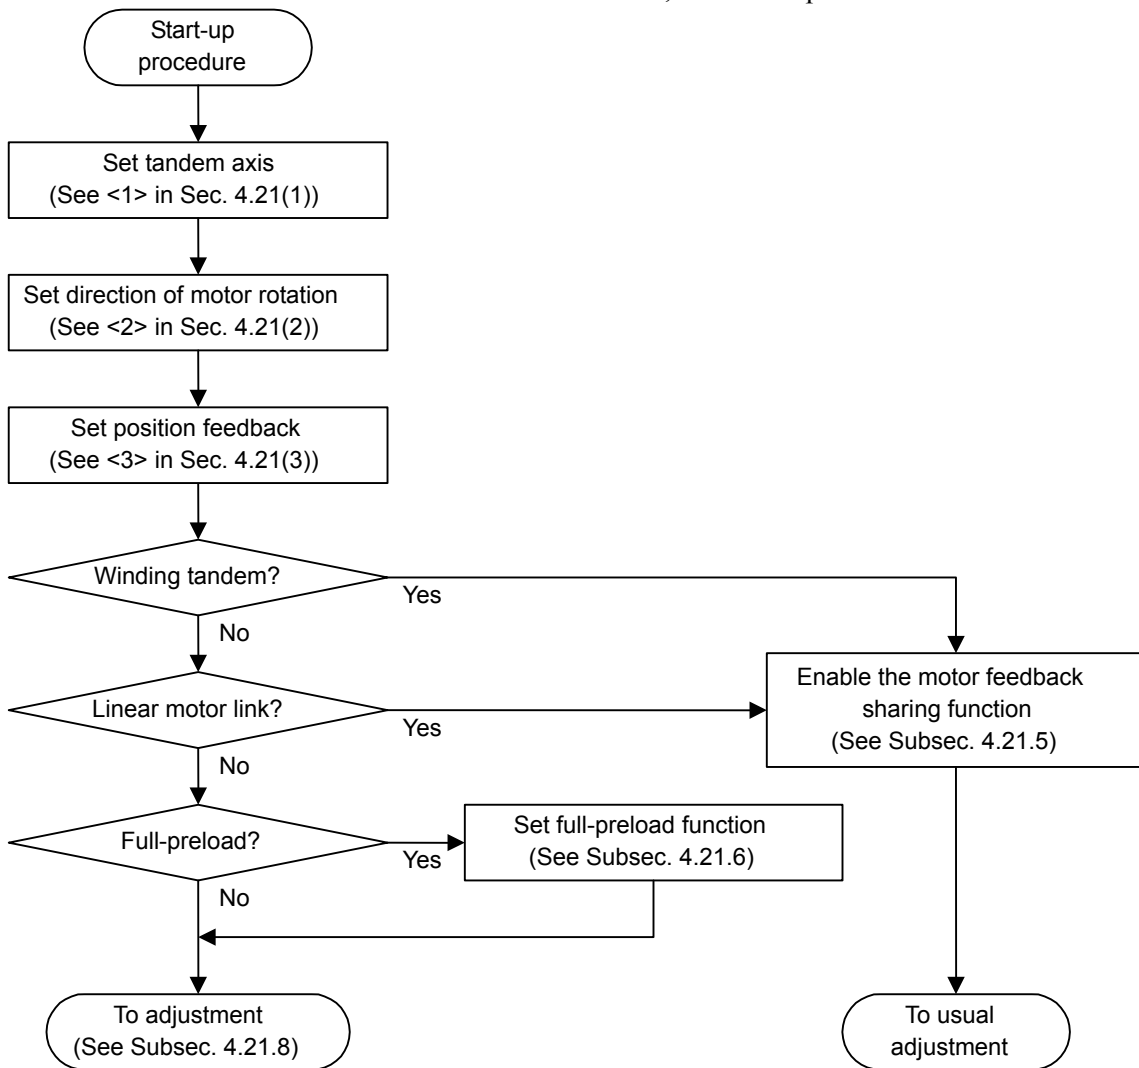 Start-up
procedure
Set tandem axis
(See <1> in Sec. 4.21(1))
Set direction of motor rotation
(See <2> in Sec. 4.21(2))
Set position feedback
(See <3> in Sec. 4.21(3))
Winding tandem?
Yes
No
Linear motor link?
Yes
Enable the motor feedback
sharing function
(See Subsec. 4.21.5)
No
Full-preload?
Yes
Set full-preload function
(See Subsec. 4.21.6)
No
To adjustment
(See Subsec. 4.21.8)
To usual
adjustment